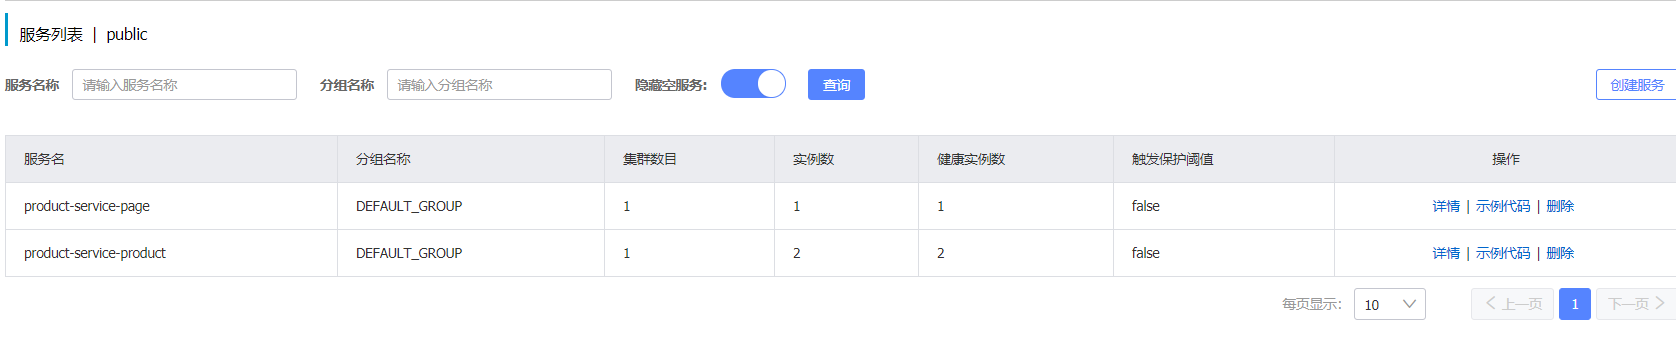 服务列表 | public
服务名称 请输入服务名称 分组名称 请输入分组名称 隐藏空服务: 查询 创建服务
服务名 分组名称 集群数目 实例数 健康实例数 触发保护阈值 操作
product-service-page DEFAULT_GROUP 1 1 1 false 详情 | 示例代码 | 删除
product-service-product DEFAULT_GROUP 1 2 2 false 详情 | 示例代码 | 删除
每页显示: 10 上一页 1 下一页